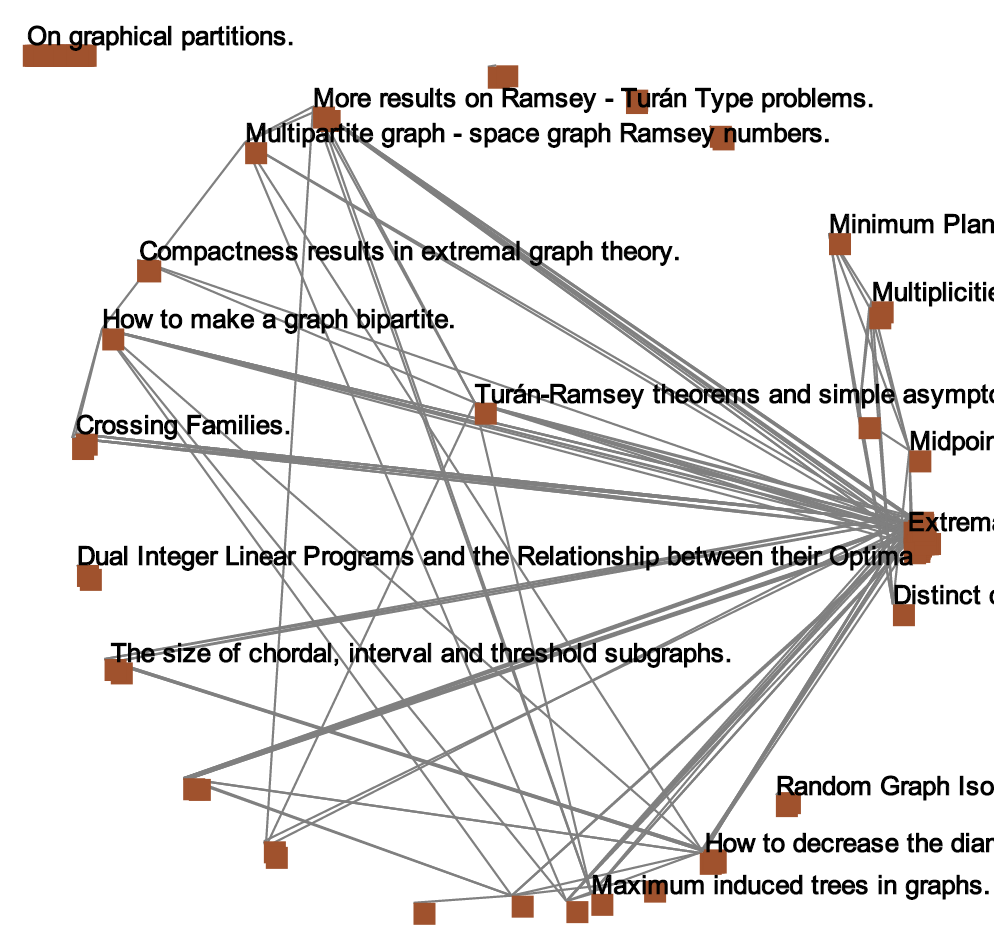 On graphical partitions.
More results on Ramsey - Turán Type problems.
Multipartite graph - space graph Ramsey numbers.
Minimum Plan
Compactness results in extremal graph theory.
Multiplicitie
How to make a graph bipartite.
Turán-Ramsey theorems and simple asympto
Crossing Families.
Midpoin
Extrema
Dual Integer Linear Programs and the Relationship between their Optima
Distinct
The size of chordal, interval and threshold subgraphs.
Random Graph Iso
How to decrease the diam
Maximum induced trees in graphs.